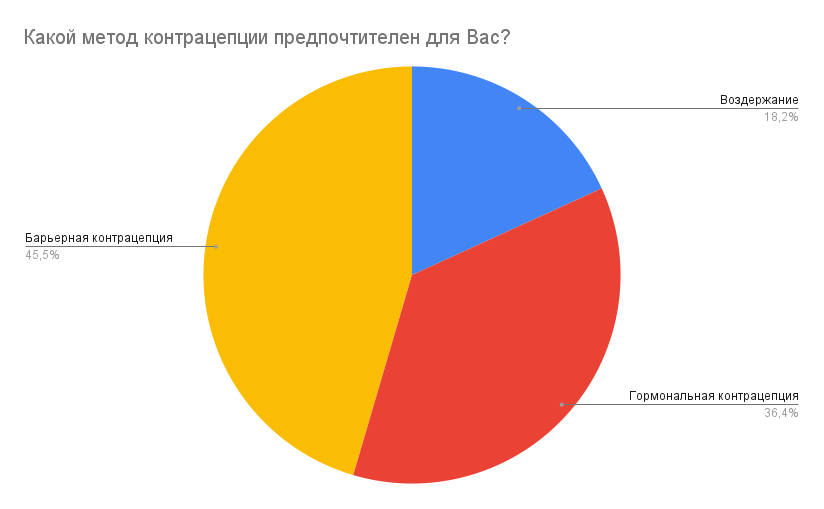 Какой метод контрацепции предпочтителен для Вас?
Воздержание
18,2%
Барьерная контрацепция
45,5%
Гормональная контрацепция
36,4%